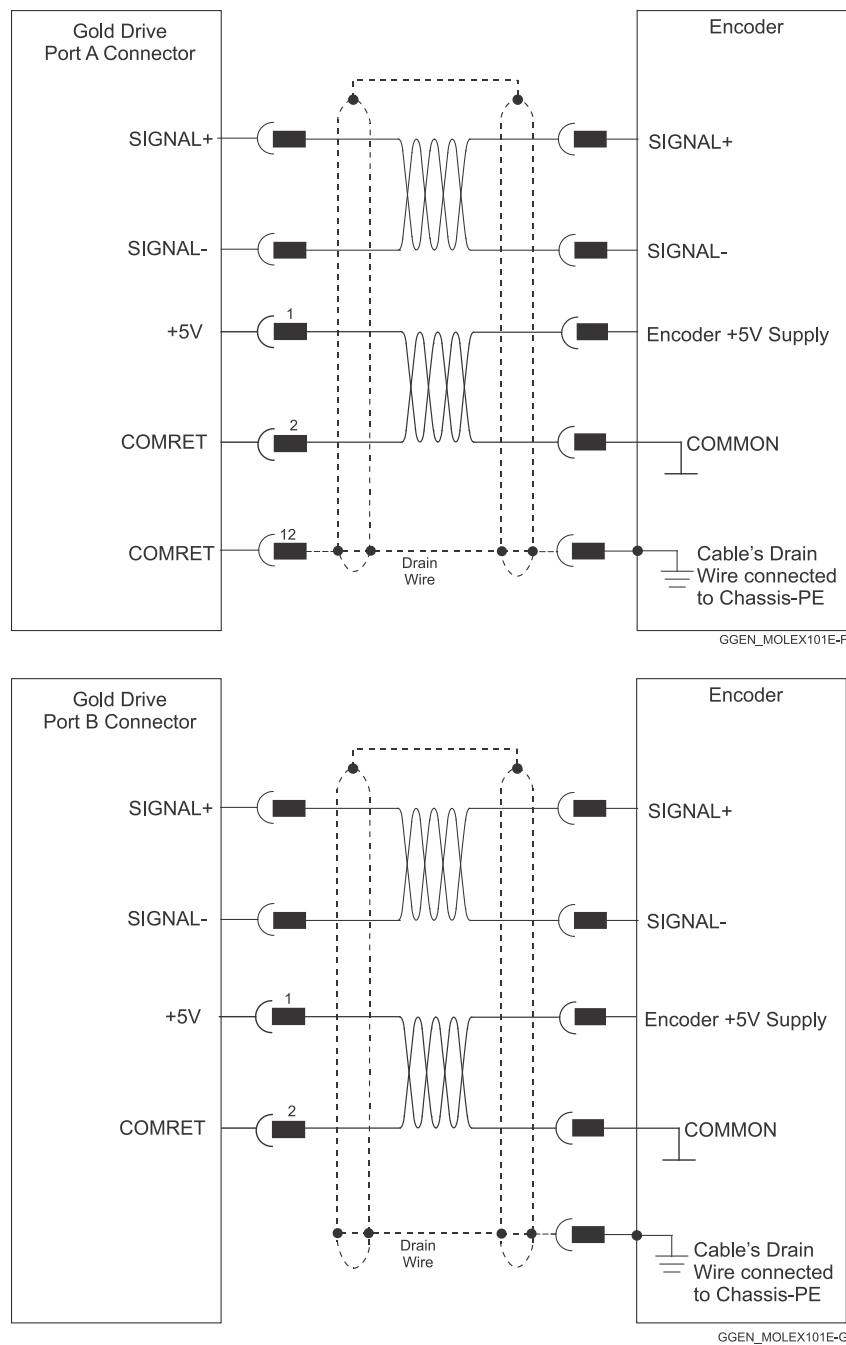 Gold Drive
Port A Connector
Encoder
SIGNAL+
SIGNAL+
SIGNAL-
SIGNAL-
+5V
1
Encoder +5V Supply
COMRET
2
COMMON
COMRET
12
Drain
Wire
Cable's Drain
Wire connected
to Chassis-PE
GGEN_MOLEX101E-F
Gold Drive
Port B Connector
Encoder
SIGNAL+
SIGNAL+
SIGNAL-
SIGNAL-
+5V
1
Encoder +5V Supply
COMRET
2
COMMON
Drain
Wire
Cable's Drain
Wire connected
to Chassis-PE
GGEN_MOLEX101E-G